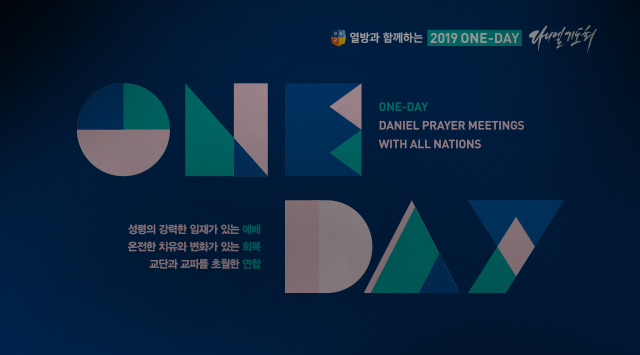 열방과 함께하는 2019 ONE-DAY 다니엘기도회
ONE
ONE-DAY
DANIEL PRAYER MEETINGS
WITH ALL NATIONS
성령의 강력한 임재가 있는 예배
온전한 치유와 변화가 있는 회복
교단과 교파를 초월한 연합
DAY